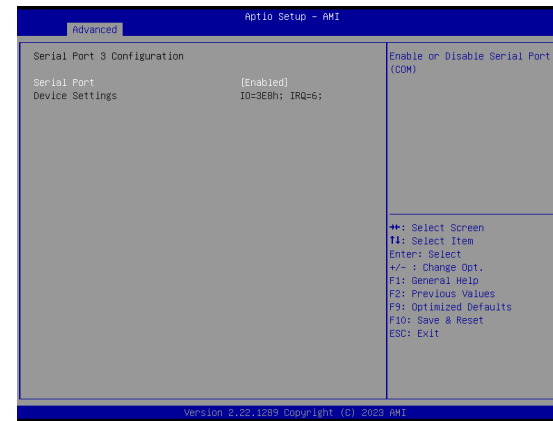 Aptio Setup – AMI
Advanced
Serial Port 3 Configuration
Serial Port [Enabled]
Device Settings IO=3E8h; IRQ=6;
Enable or Disable Serial Port
(COM)
→←: Select Screen
↑↓: Select Item
Enter: Select
+/- : Change Opt.
F1: General Help
F2: Previous Values
F9: Optimized Defaults
F10: Save & Reset
ESC: Exit
Version 2.22.1289 Copyright (C) 2023 AMI